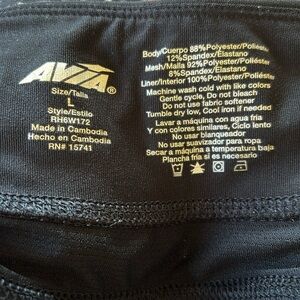 AVIA®
Size/Talla
L
Style/Estilo
RH6W172
Made in Cambodia
Hecho en Cambodia
RN# 15741
Body/Cuerpo 88% Polyester/Poliéster
12% Spandex/Elastano
Mesh/Malla 92% Polyester/Poliéster
8% Spandex/Elastano
Liner/Interior 100% Polyester/Poliéster
Machine wash cold with like colors
Gentle cycle, Do not bleach
Do not use fabric softener
Tumble dry low, Cool iron if needed
Lavar a máquina con agua fria
Y con colores similares, Ciclo lento
No usar blanqueador
No usar suavizador para ropa
Secar a máquina a temperatura baja
Plancha fría si es necesario